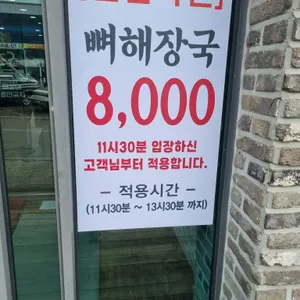 뼈해장국
8,000
11시30분 입장하신
고객님부터 적용합니다.
– 적용시간 –
(11시30분 ~ 13시30분 까지)